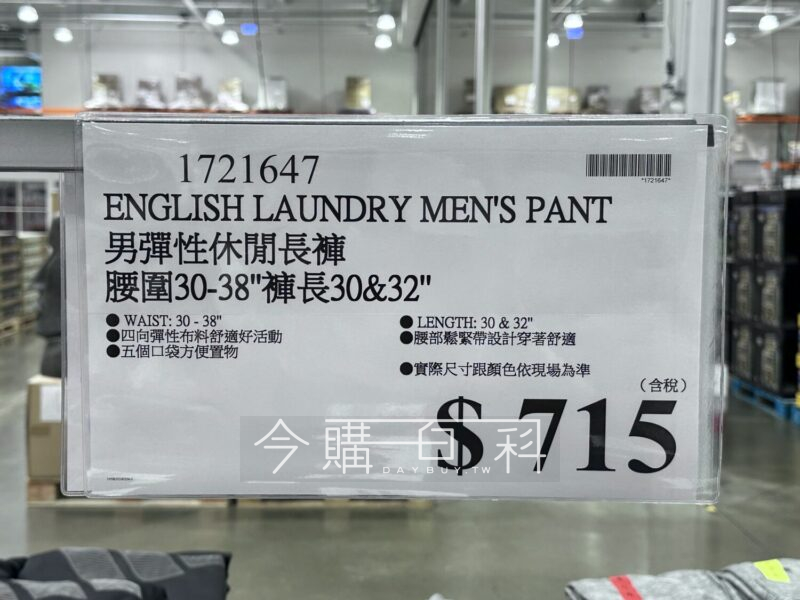 1721647
*1721647*
ENGLISH LAUNDRY MEN'S PANT
男彈性休閒長褲
腰圍30-38"褲長30&32"
● WAIST: 30 - 38"
●四向彈性布料舒適好活動
●五個口袋方便置物
● LENGTH: 30 & 32"
●腰部鬆緊帶設計穿著舒適
●實際尺寸跟顏色依現場為準
（含稅）
$ 715
今購百科
DAYBUY.TW